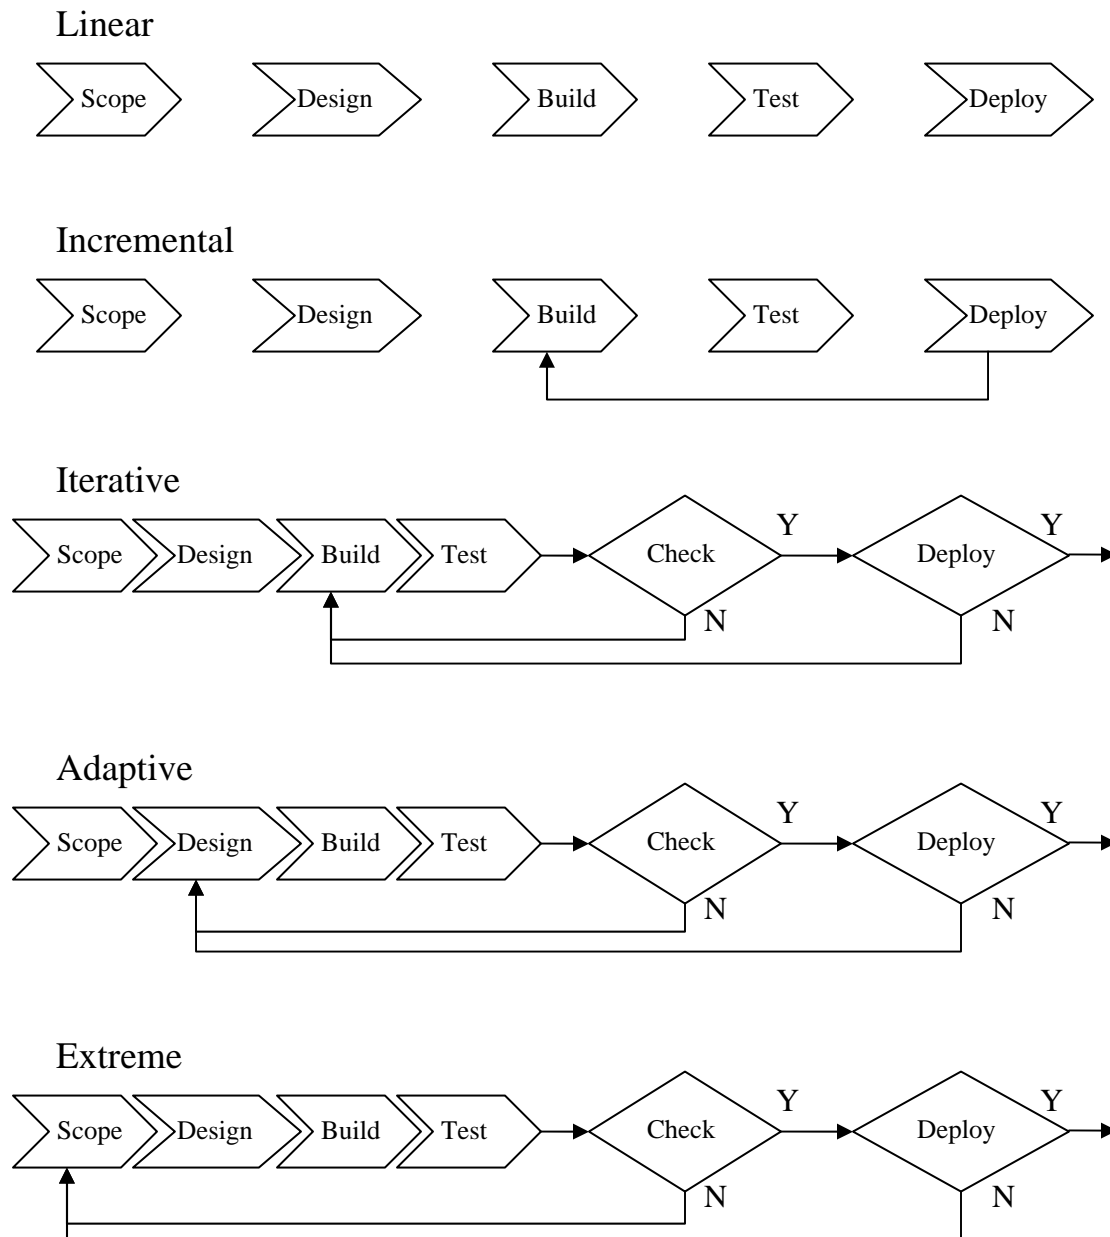 Linear
Scope Design Build Test Deploy
Incremental
Scope Design Build Test Deploy
Iterative
Scope Design Build Test Check Y Deploy Y
N N
Adaptive
Scope Design Build Test Check Y Deploy Y
N N
Extreme
Scope Design Build Test Check Y Deploy Y
N N